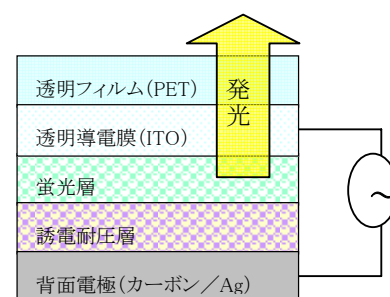 透明フィルム(PET)
発光
透明導電膜(ITO)
蛍光層
誘電耐圧層
背面電極(カーボン／Ag)
~